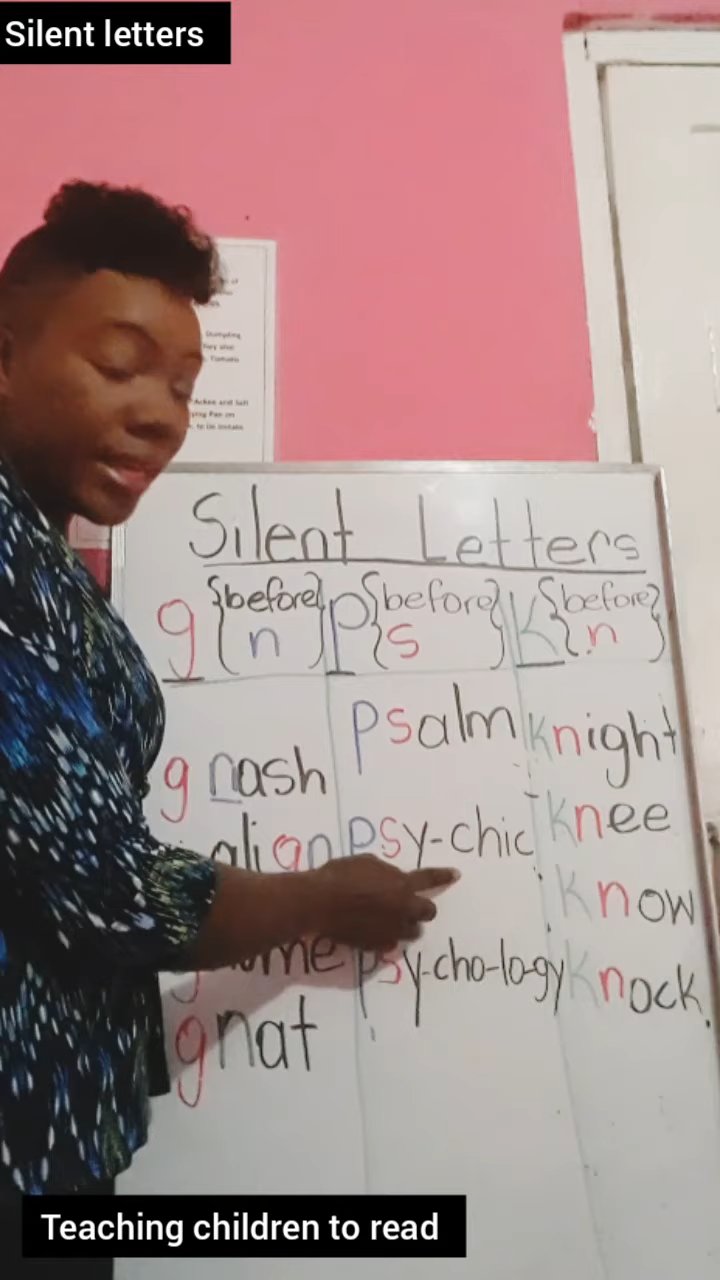 Silent letters
Silent Letters
g {before n} p {before s} k {before n}
gnash
align
gnat
psalm
psy-chic
psy-cho-lo-gy
knight
knee
know
knock
Teaching children to read